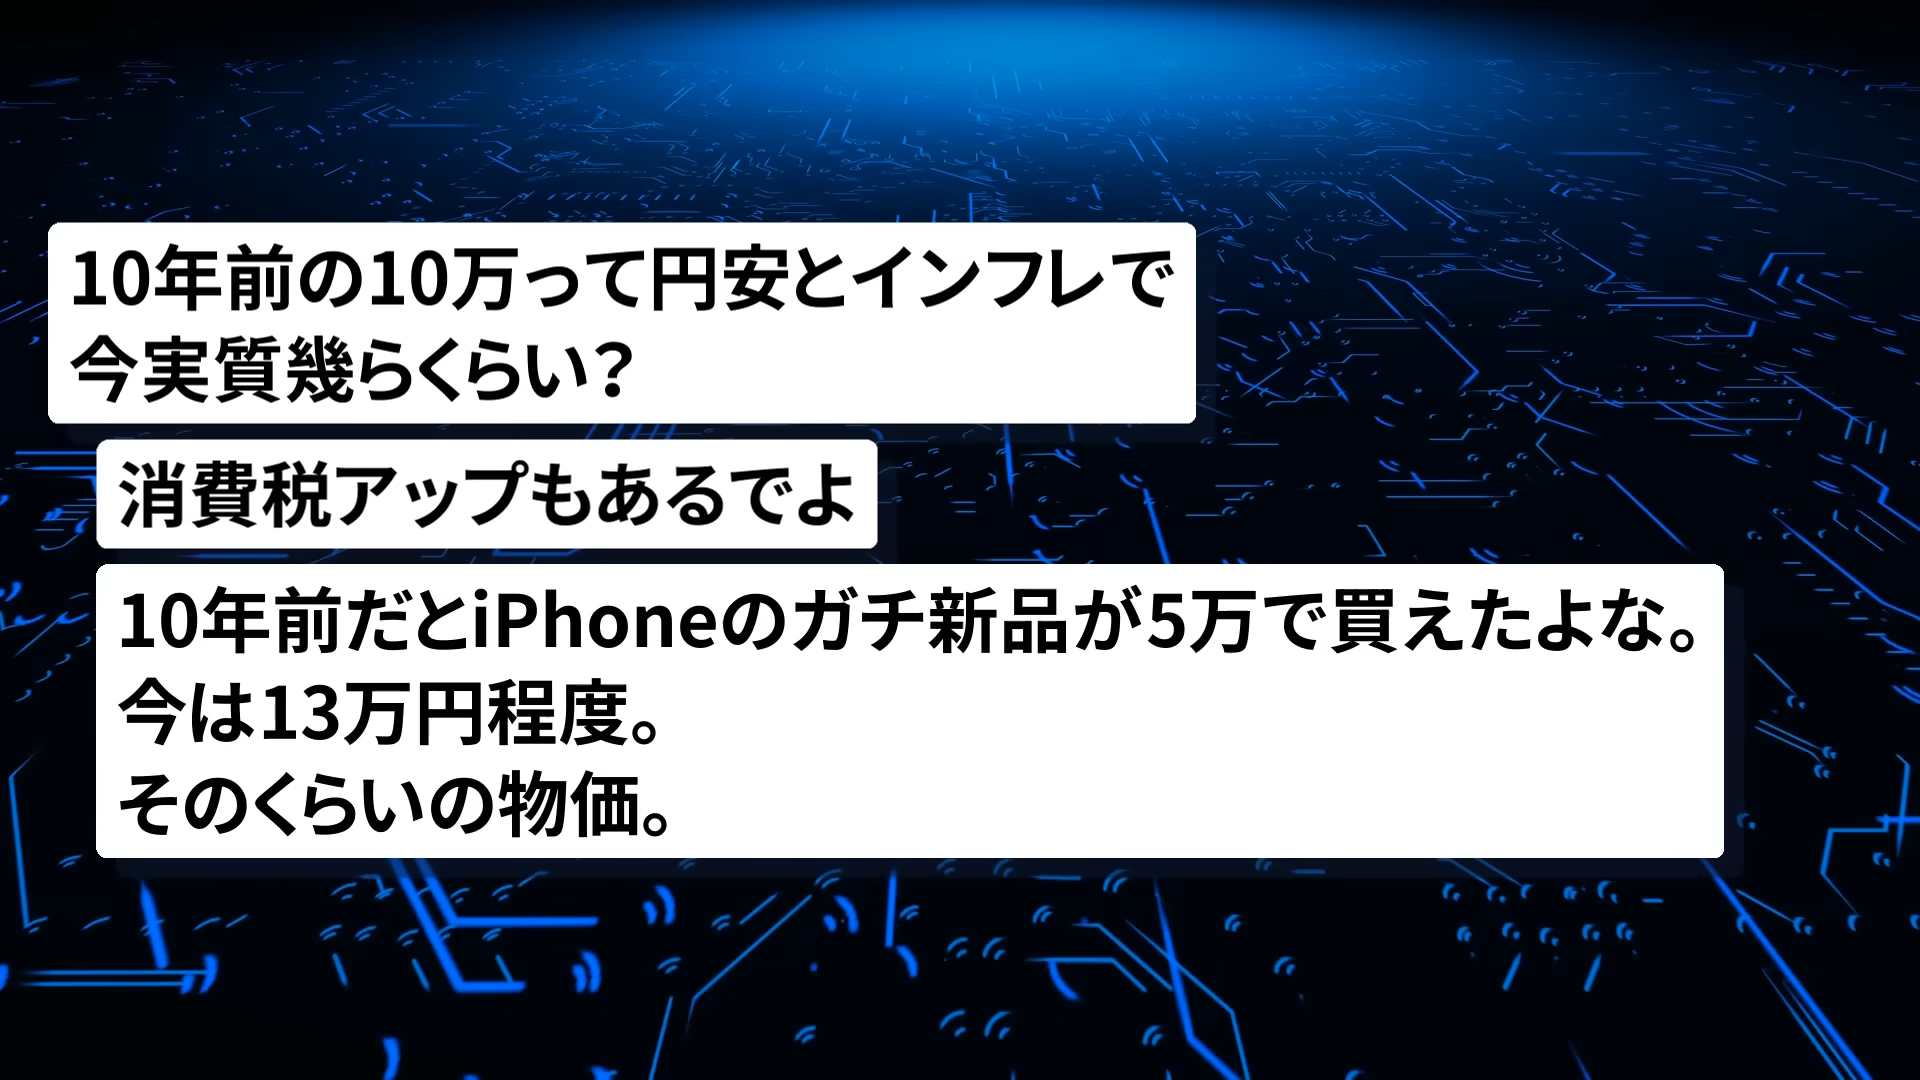 10年前の10万って円安とインフレで
今実質幾らくらい？
消費税アップもあるでよ
10年前だとiPhoneのガチ新品が5万で買えたよな。
今は13万円程度。
そのくらいの物価。